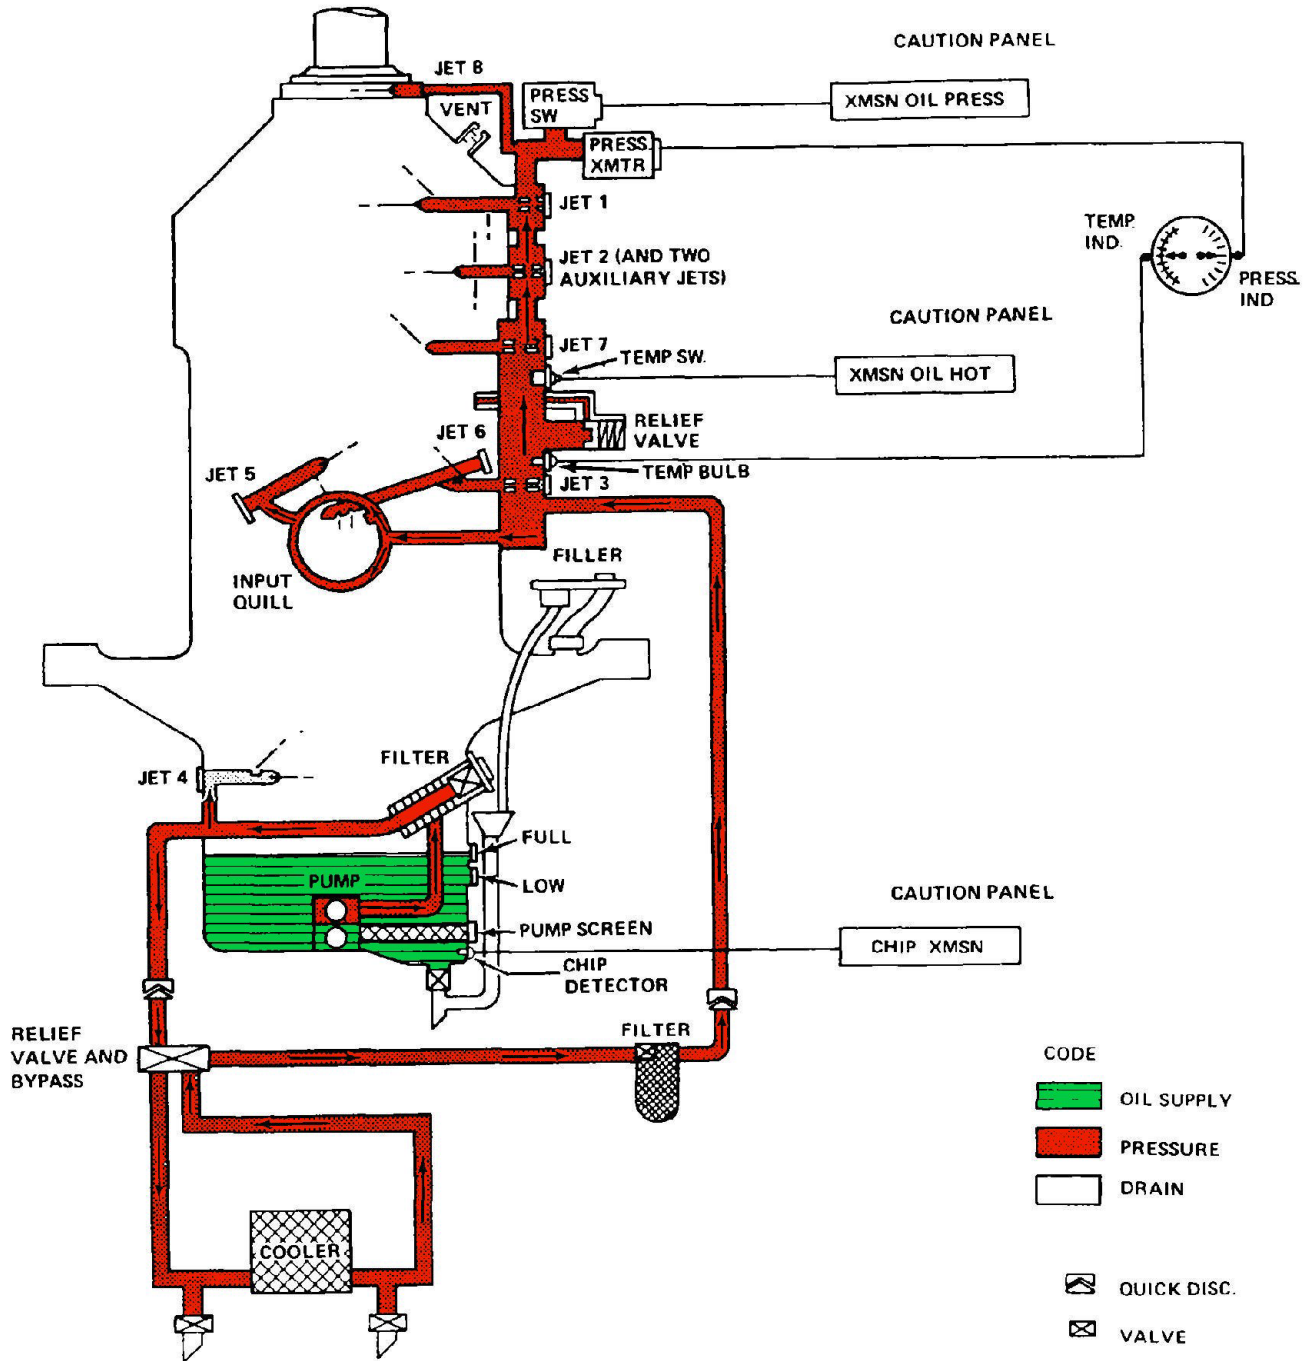 CAUTION PANEL
JET 8
VENT
PRESS
SW
XMSN OIL PRESS
PRESS
XMTR
JET 1
TEMP.
IND.
PRESS.
IND
JET 2 (AND TWO
AUXILIARY JETS)
CAUTION PANEL
JET 7
TEMP SW.
XMSN OIL HOT
RELIEF
VALVE
JET 6
JET 5
TEMP BULB
JET 3
FILLER
INPUT
QUILL
FILTER
JET 4
FULL
LOW
PUMP
CAUTION PANEL
PUMP SCREEN
CHIP XMSN
CHIP
DETECTOR
RELIEF
VALVE AND
BYPASS
FILTER
COOLER
CODE
OIL SUPPLY
PRESSURE
DRAIN
QUICK DISC.
VALVE